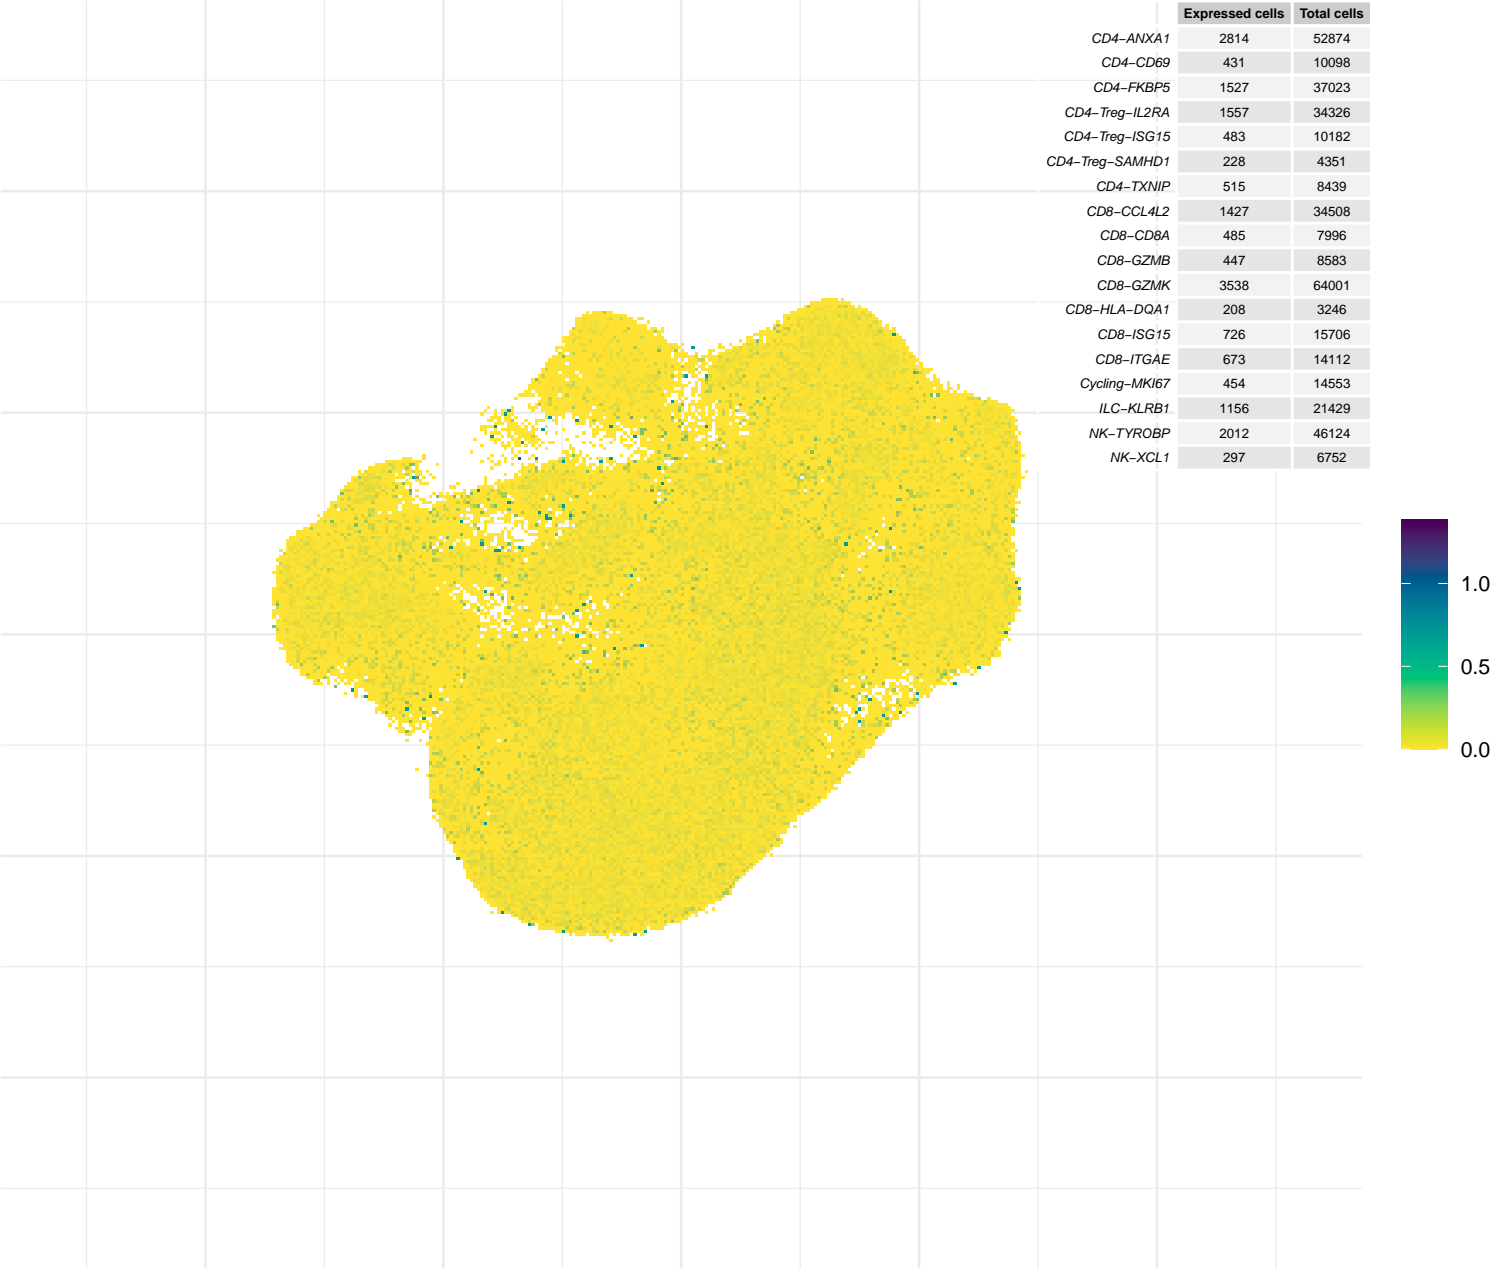 Expressed cells Total cells
CD4−ANXA1 2814 52874
CD4−CD69 431 10098
CD4−FKBP5 1527 37023
CD4−Treg−IL2RA 1557 34326
CD4−Treg−ISG15 483 10182
CD4−Treg−SAMHD1 228 4351
CD4−TXNIP 515 8439
CD8−CCL4L2 1427 34508
CD8−CD8A 485 7996
CD8−GZMB 447 8583
CD8−GZMK 3538 64001
CD8−HLA−DQA1 208 3246
CD8−ISG15 726 15706
CD8−ITGAE 673 14112
Cycling−MKI67 454 14553
ILC−KLRB1 1156 21429
NK−TYROBP 2012 46124
NK−XCL1 297 6752
1.0
0.5
0.0